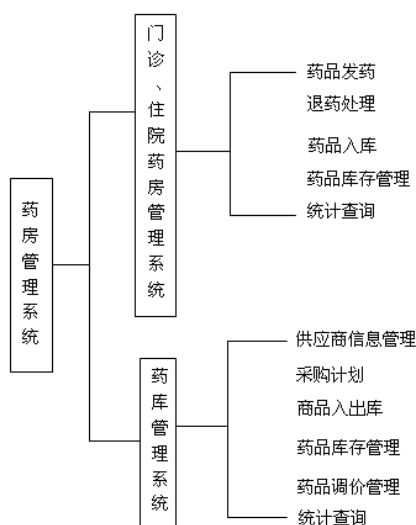 药房管理系统
门诊、住院药房管理系统
药品发药
退药处理
药品入库
药品库存管理
统计查询
药库管理系统
供应商信息管理
采购计划
商品入出库
药品库存管理
药品调价管理
统计查询